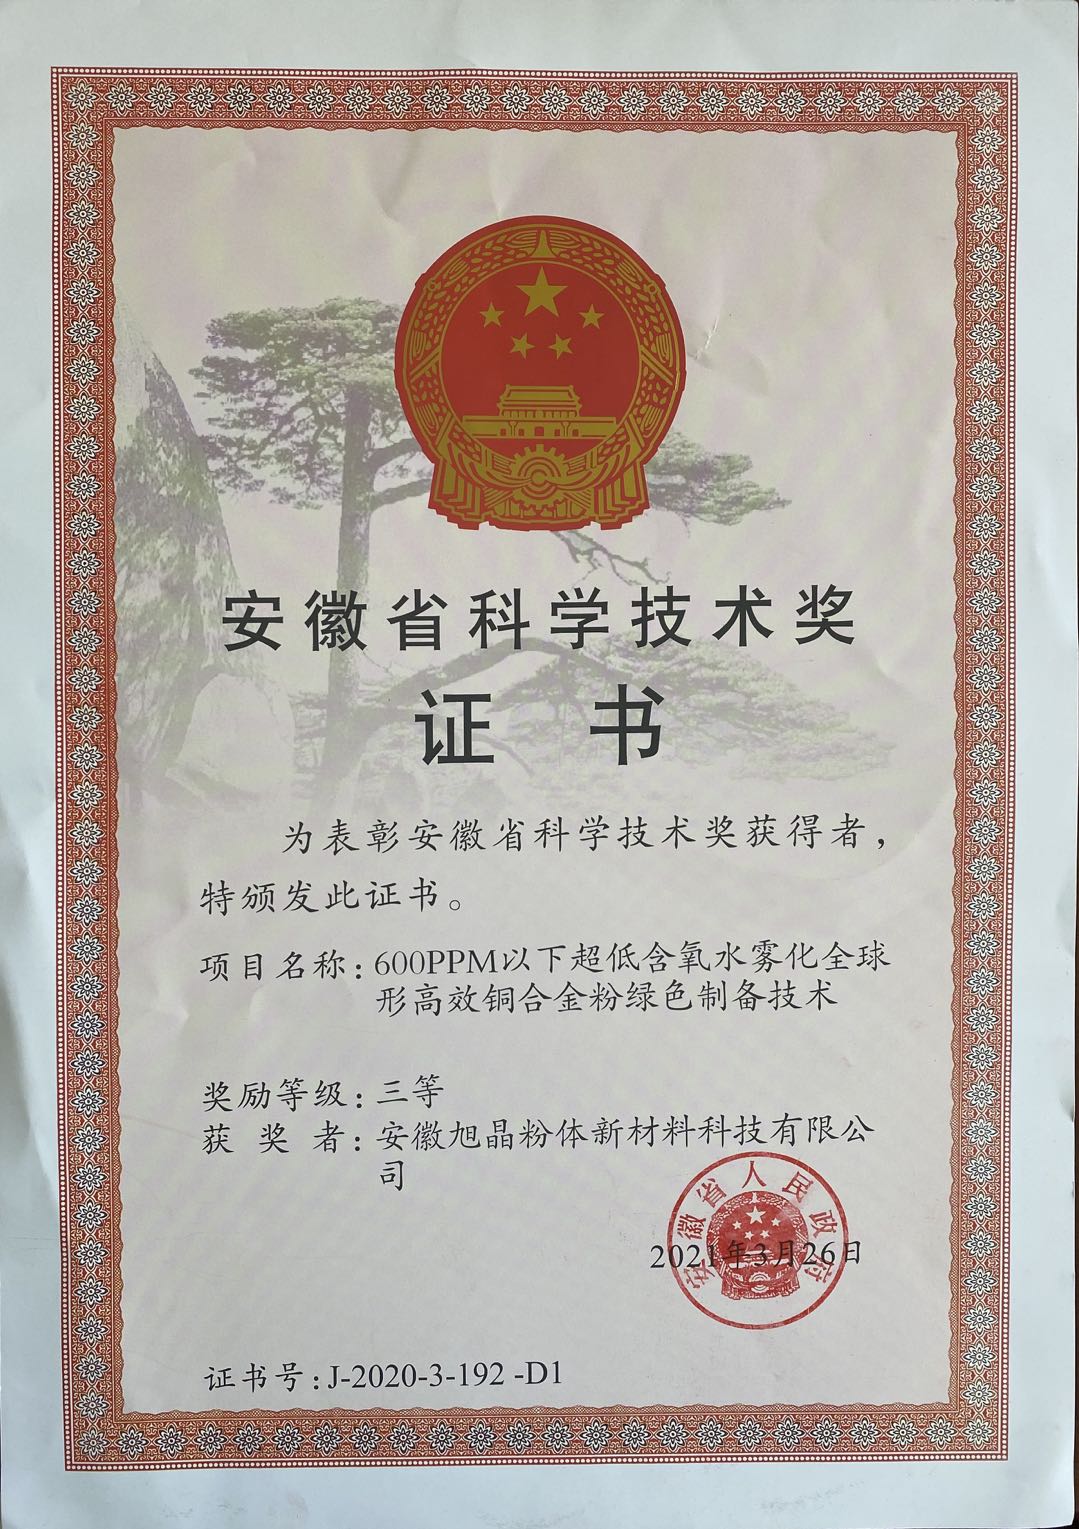 安徽省科学技术奖
证 书
为表彰安徽省科学技术奖获得者，
特颁发此证书。
项目名称：600PPM以下超低含氧水雾化全球
形高效铜合金粉绿色制备技术
奖励等级：三等
获 奖 者：安徽旭晶粉体新材料科技有限公
司
安徽省人民政府
2021年3月26日
证书号：J-2020-3-192 -D1